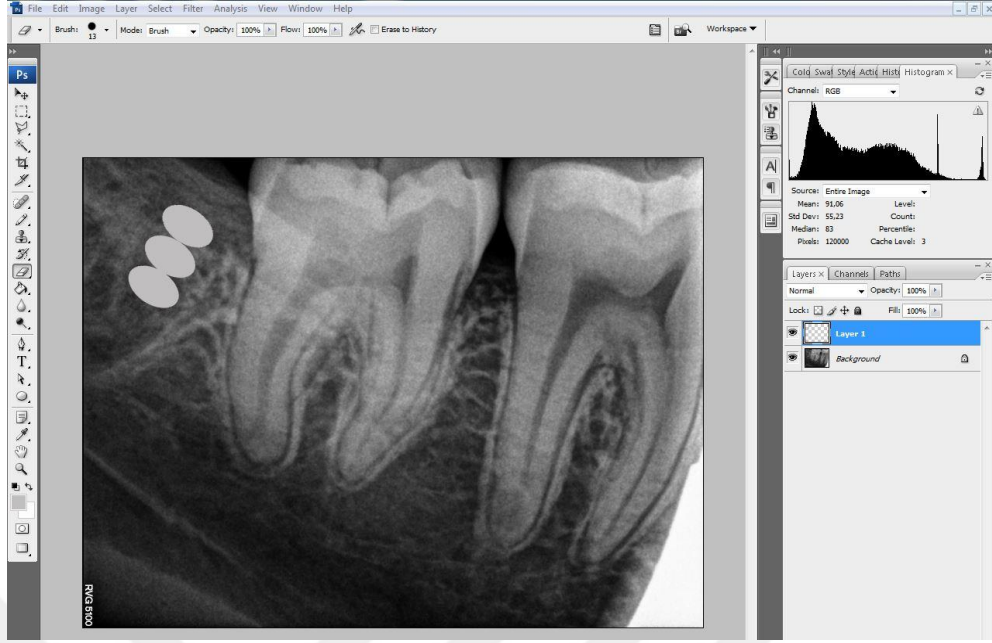 Ps File Edit Image Layer Select Filter Analysis View Window Help
Brush: 13 Mode: Brush Opacity: 100% Flow: 100% Erase to History Br Workspace
Ps
T
A
Colo Swat Style Actio Histo Histogram ×
Channel: RGB
Source: Entire Image
Mean: 91,06 Level:
Std Dev: 55,23 Count:
Median: 83 Percentile:
Pixels: 120000 Cache Level: 3
Layers × Channels Paths
Normal Opacity: 100%
Lock: Fill: 100%
Layer 1
Background
RVG 5100